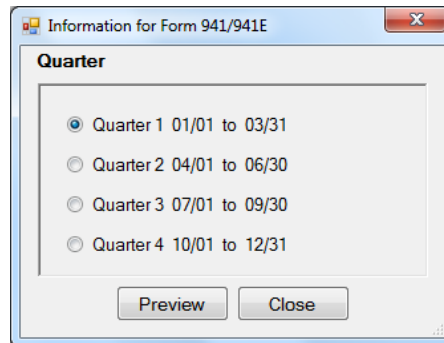 Information for Form 941/941E
Quarter
Quarter 1 01/01 to 03/31
Quarter 2 04/01 to 06/30
Quarter 3 07/01 to 09/30
Quarter 4 10/01 to 12/31
Preview Close